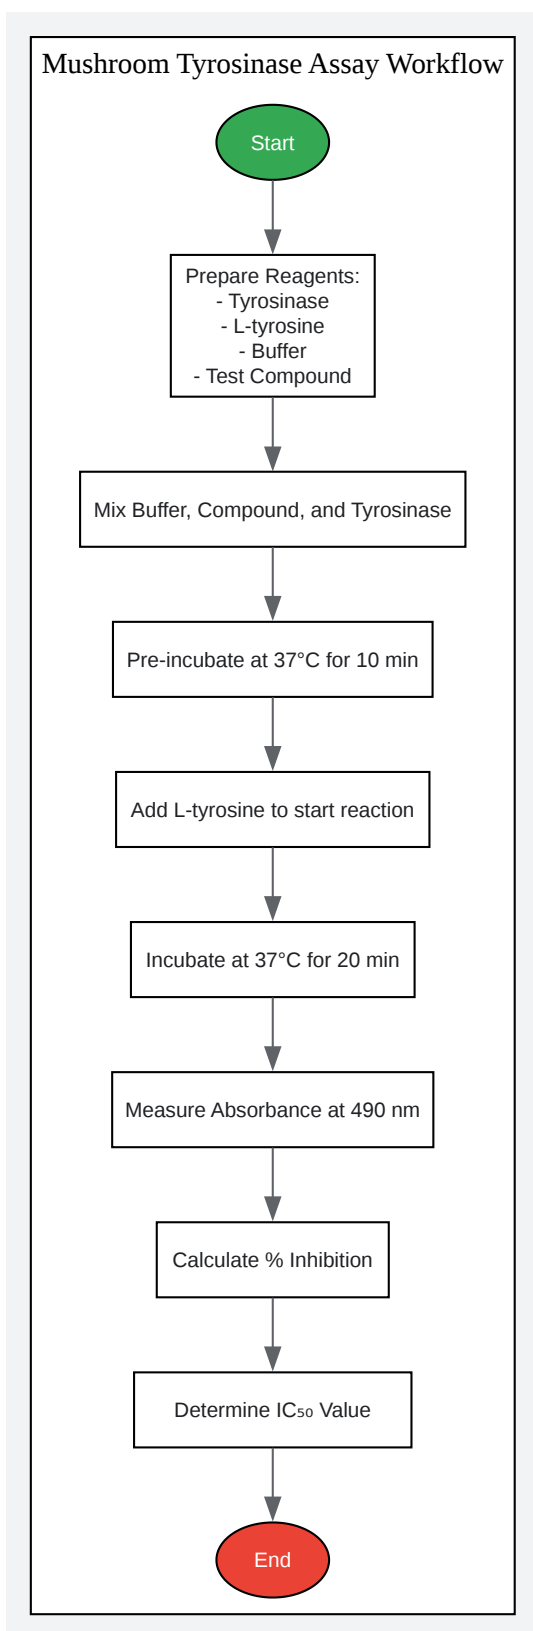 Mushroom Tyrosinase Assay Workflow
Start
Prepare Reagents:
- Tyrosinase
- L-tyrosine
- Buffer
- Test Compound
Mix Buffer, Compound, and Tyrosinase
Pre-incubate at 37°C for 10 min
Add L-tyrosine to start reaction
Incubate at 37°C for 20 min
Measure Absorbance at 490 nm
Calculate % Inhibition
Determine IC₅₀ Value
End